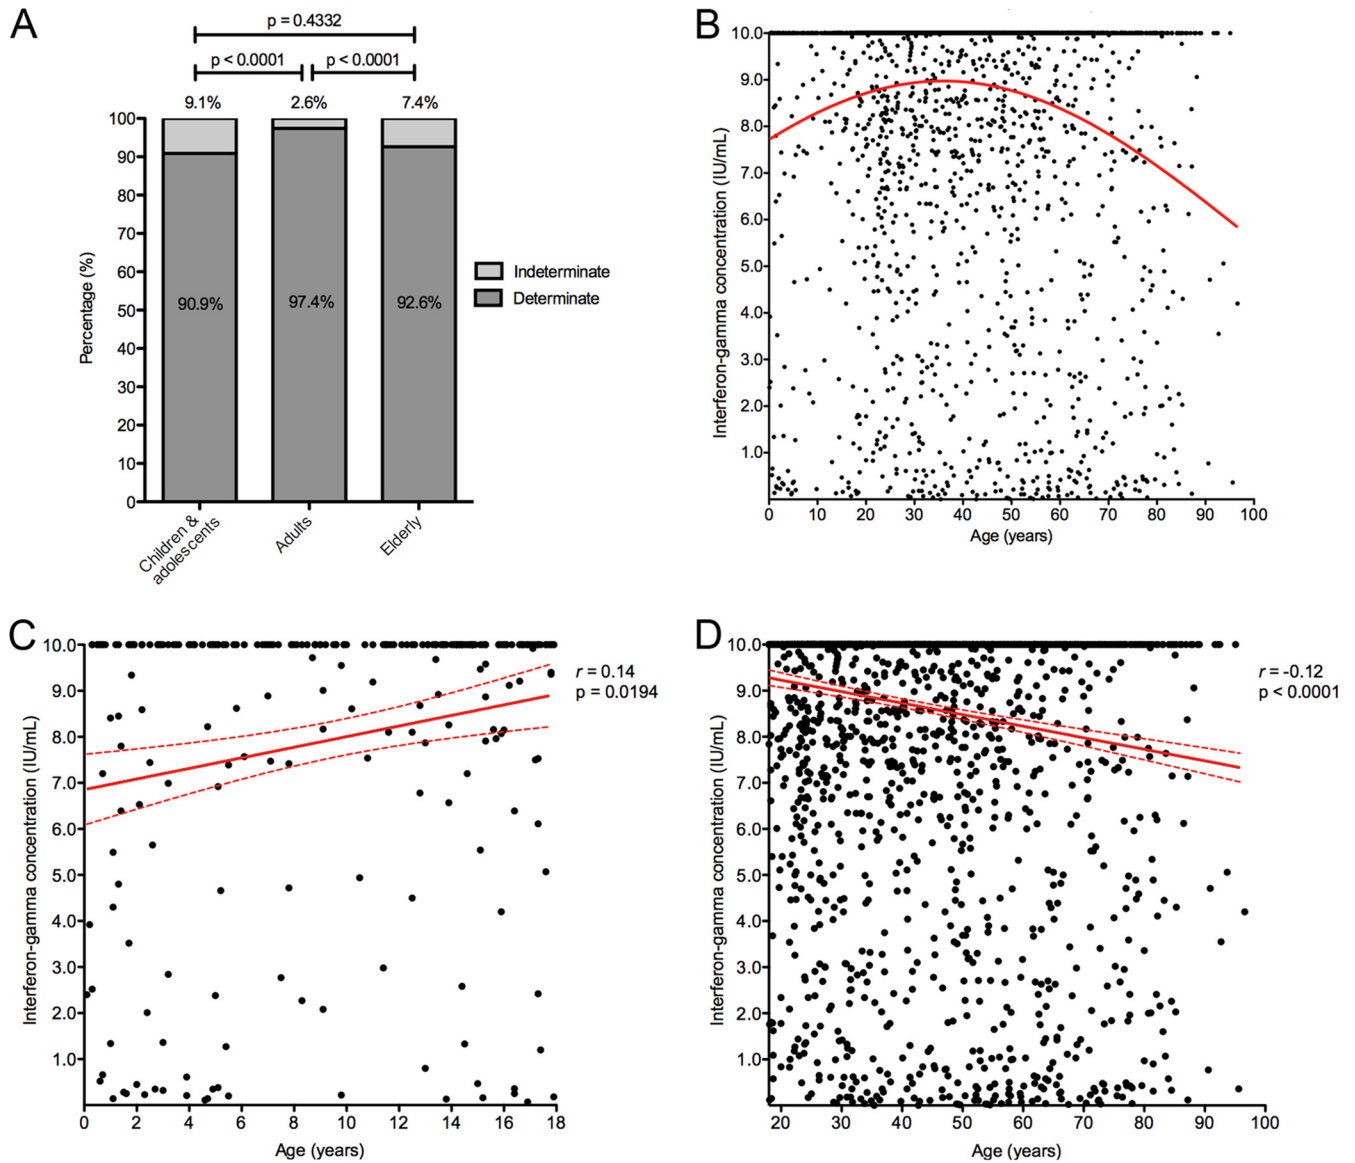 A
p = 0.4332
p < 0.0001
p < 0.0001
9.1%
2.6%
7.4%
100
90
80
70
60
50
40
30
20
10
0
Percentage (%)
90.9%
97.4%
92.6%
Indeterminate
Determinate
Children &
adolescents
Adults
Elderly
B
10.0
9.0
8.0
7.0
6.0
5.0
4.0
3.0
2.0
1.0
Interferon-gamma concentration (IU/mL)
0 10 20 30 40 50 60 70 80 90 100
Age (years)
C
10.0
9.0
8.0
7.0
6.0
5.0
4.0
3.0
2.0
1.0
Interferon-gamma concentration (IU/mL)
r = 0.14
p = 0.0194
0 2 4 6 8 10 12 14 16 18
Age (years)
D
10.0
9.0
8.0
7.0
6.0
5.0
4.0
3.0
2.0
1.0
Interferon-gamma concentration (IU/mL)
r = -0.12
p < 0.0001
20 30 40 50 60 70 80 90 100
Age (years)